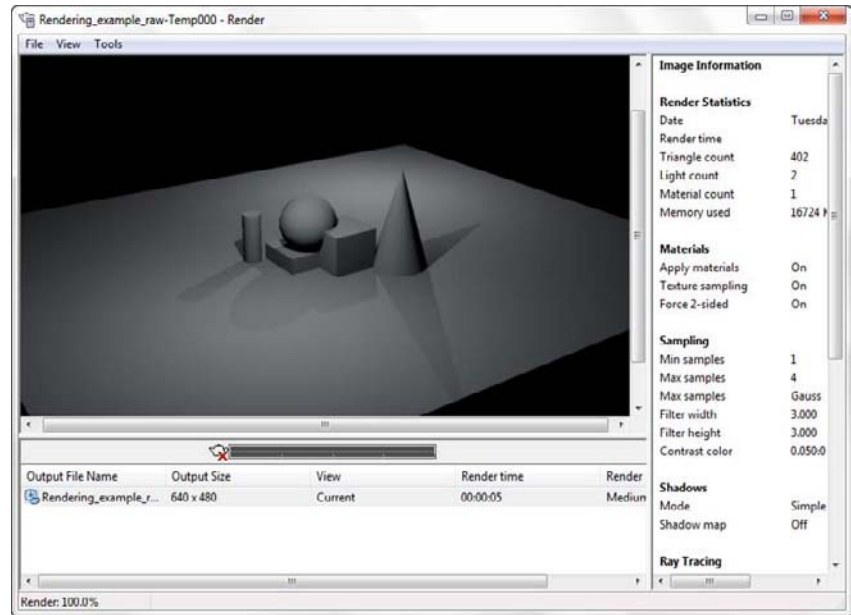 Rendering_example_raw-Temp000 - Render
File View Tools
Image Information
Render Statistics
Date Tuesda
Render time
Triangle count 402
Light count 2
Material count 1
Memory used 16724
Materials
Apply materials On
Texture sampling On
Force 2-sided On
Sampling
Min samples 1
Max samples 4
Max samples Gauss
Filter width 3.000
Filter height 3.000
Contrast color 0.050:0
Shadows
Mode Simple
Shadow map Off
Ray Tracing
Output File Name Output Size View Render time Render
Rendering_example_r... 640 x 480 Current 00:00:05 Medium
Render: 100.0%